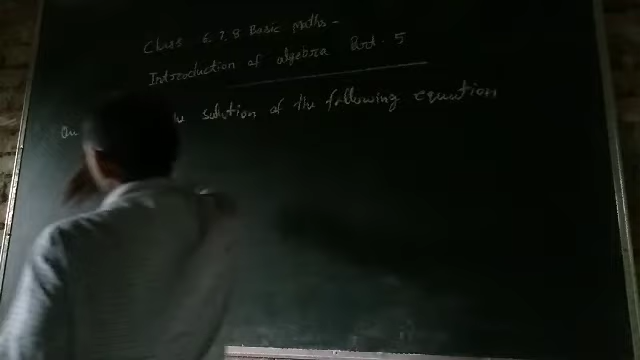 Class 6, 7, 8 Basic Maths -
Introduction of algebra Part. 5
Qu solution of the following equation